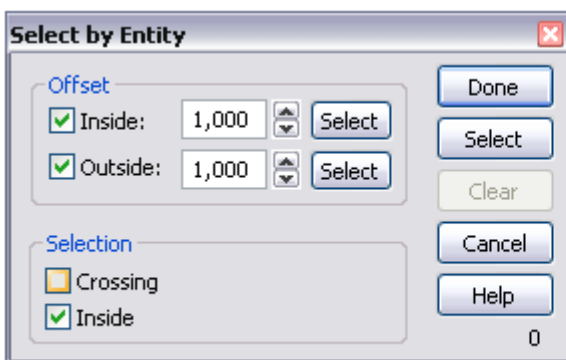 Select by Entity
Offset
Inside: 1,000 Select
Outside: 1,000 Select
Selection
Crossing
Inside
Done
Select
Clear
Cancel
Help
0